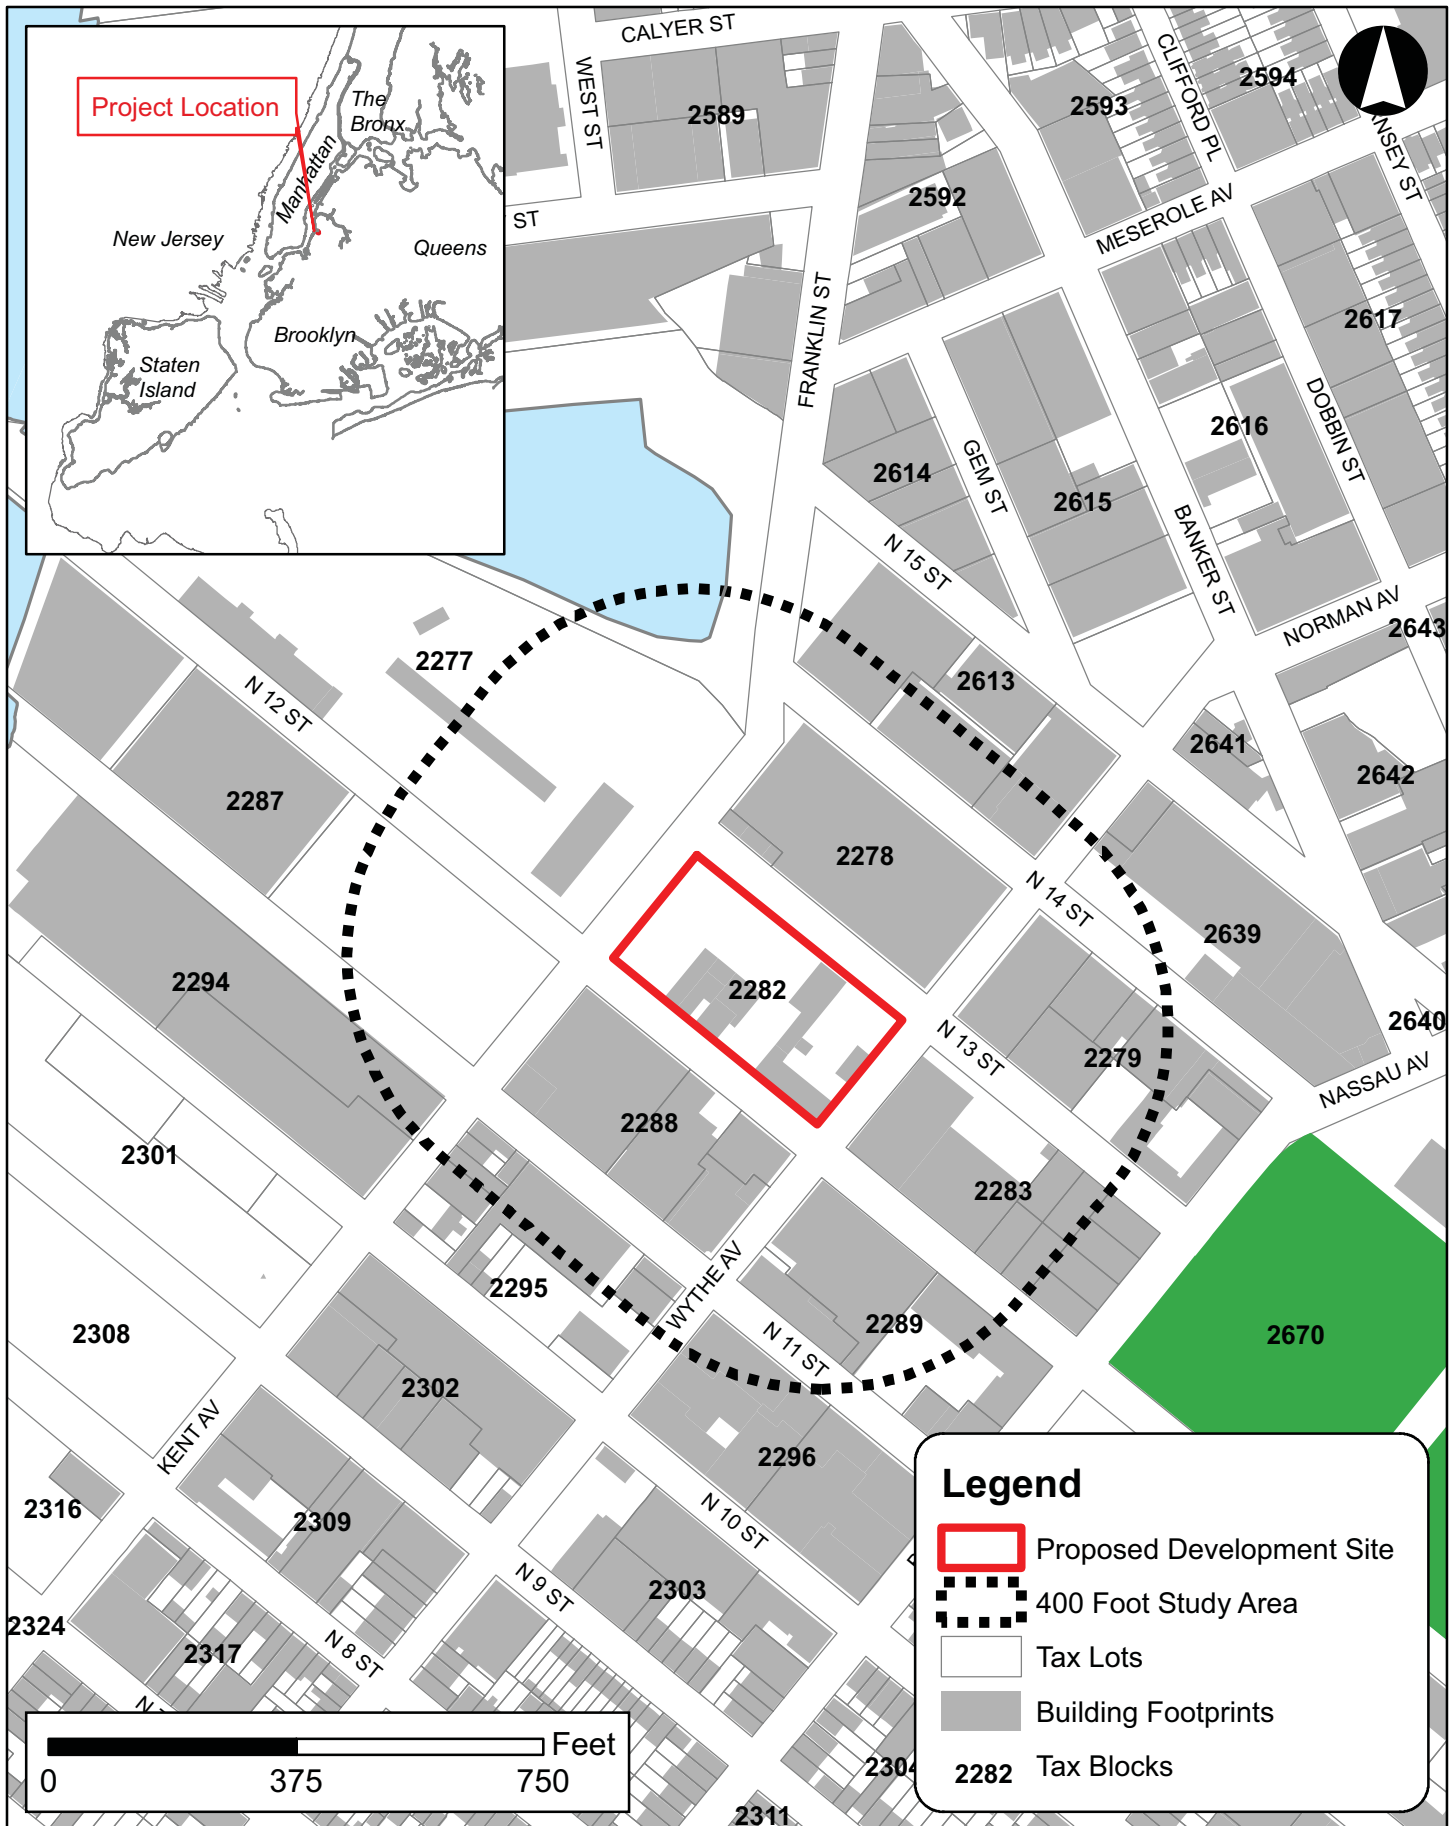 Project Location
The
Bronx
Manhattan
New Jersey
Queens
Brooklyn
Staten
Island
CALYER ST
WEST ST
2589
CLIFFORD PL
2593
2594
NSEY ST
2592
MESEROLE AV
ST
FRANKLIN ST
2617
2616
DOBBIN ST
2614
GEM ST
2615
BANKER ST
N 15 ST
NORMAN AV
2643
2277
N 12 ST
2613
2641
2642
2287
2278
N 14 ST
2639
2294
2282
2640
N 13 ST
2279
NASSAU AV
2288
2301
2283
2295
WYTHE AV
2308
N 11 ST
2289
2670
2302
KENT AV
2296
2316
2309
N 10 ST
N 9 ST
2303
2324
2317
N 8 ST
2311
Legend
Proposed Development Site
400 Foot Study Area
Tax Lots
Building Footprints
2282 Tax Blocks
Feet
0 375 750